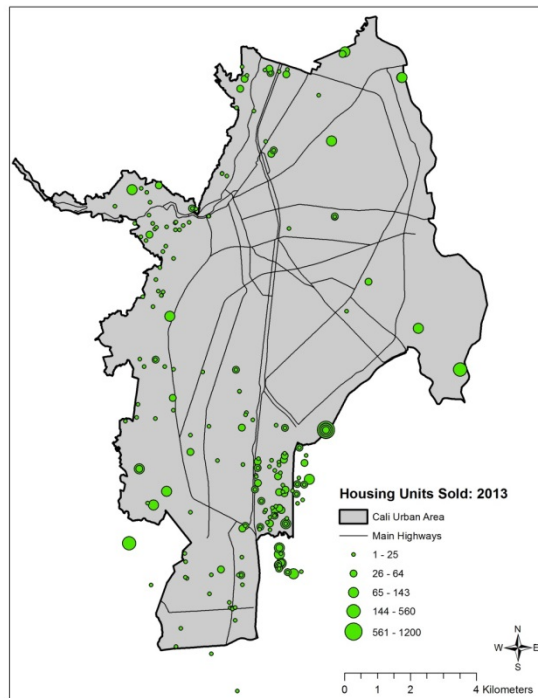 Housing Units Sold: 2013
Cali Urban Area
Main Highways
1 - 25
26 - 64
65 - 143
144 - 560
561 - 1200
N
W E
S
0 2 4
Kilometers